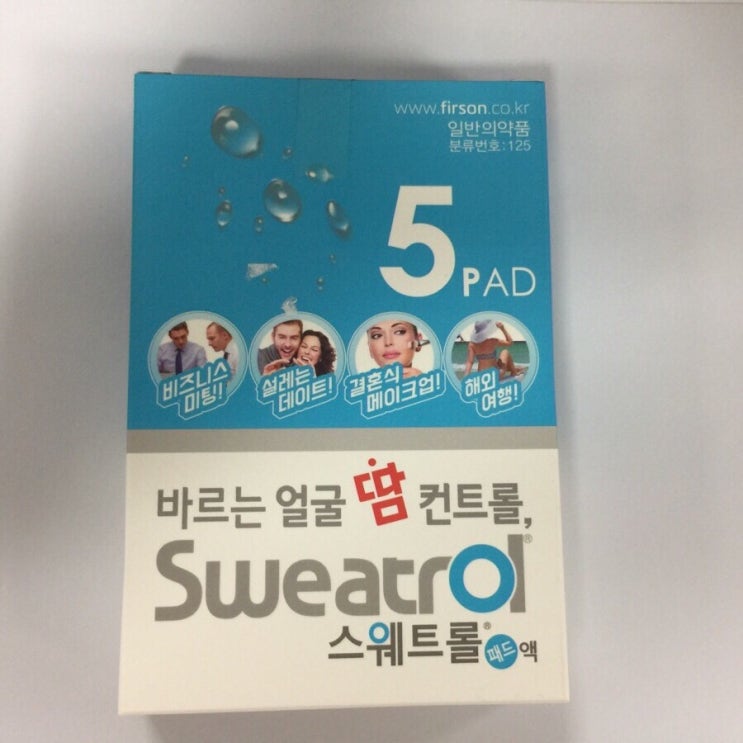 www.firson.co.kr
일반의약품
분류번호:125
5 PAD
비즈니스
미팅!
설레는
데이트!
결혼식
메이크업!
해외
여행!
바르는 얼굴 땀 컨트롤,
Sweatrol®
스웨트롤® 패드 액